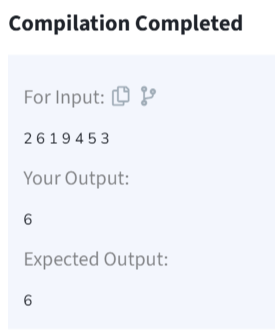 Compilation Completed
For Input:
2 6 1 9 4 5 3
Your Output:
6
Expected Output:
6